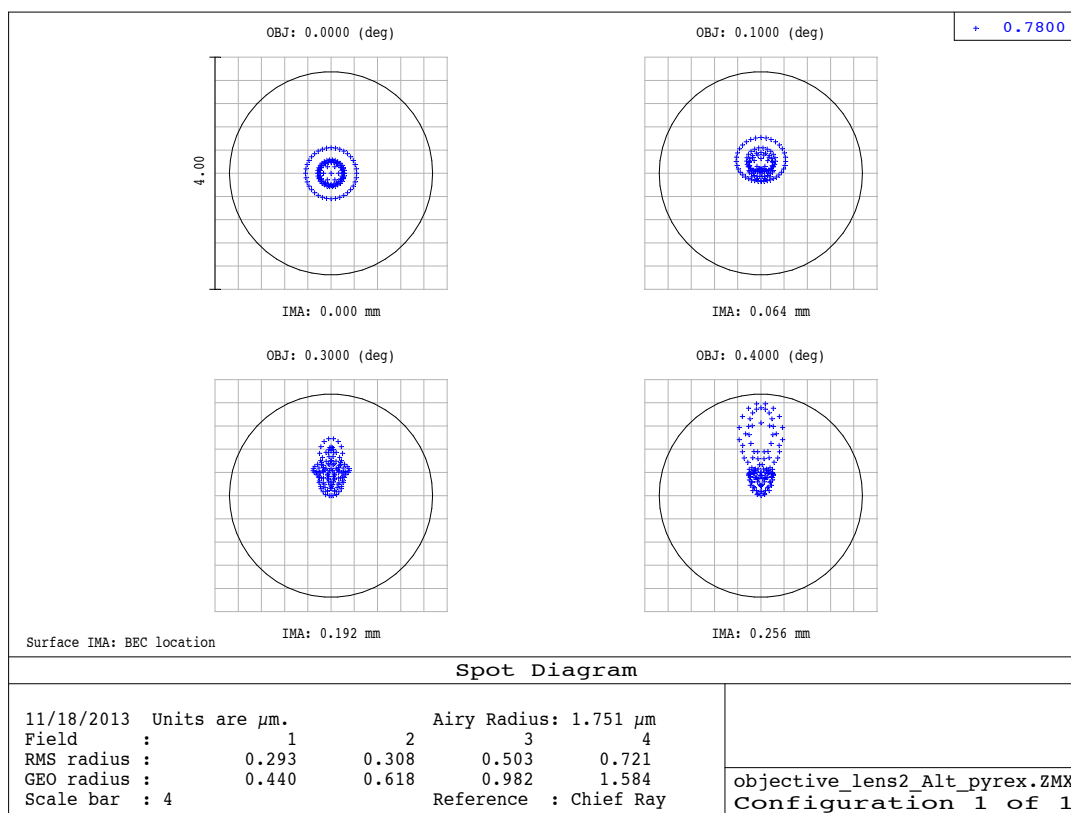 + 0.7800
OBJ: 0.0000 (deg)
OBJ: 0.1000 (deg)
4.00
IMA: 0.000 mm
IMA: 0.064 mm
OBJ: 0.3000 (deg)
OBJ: 0.4000 (deg)
IMA: 0.192 mm
IMA: 0.256 mm
Surface IMA: BEC location
Spot Diagram
11/18/2013 Units are µm. Airy Radius: 1.751 µm
Field : 1 2 3 4
RMS radius : 0.293 0.308 0.503 0.721
GEO radius : 0.440 0.618 0.982 1.584
Scale bar : 4 Reference : Chief Ray
objective_lens2_Alt_pyrex.ZMX
Configuration 1 of 1